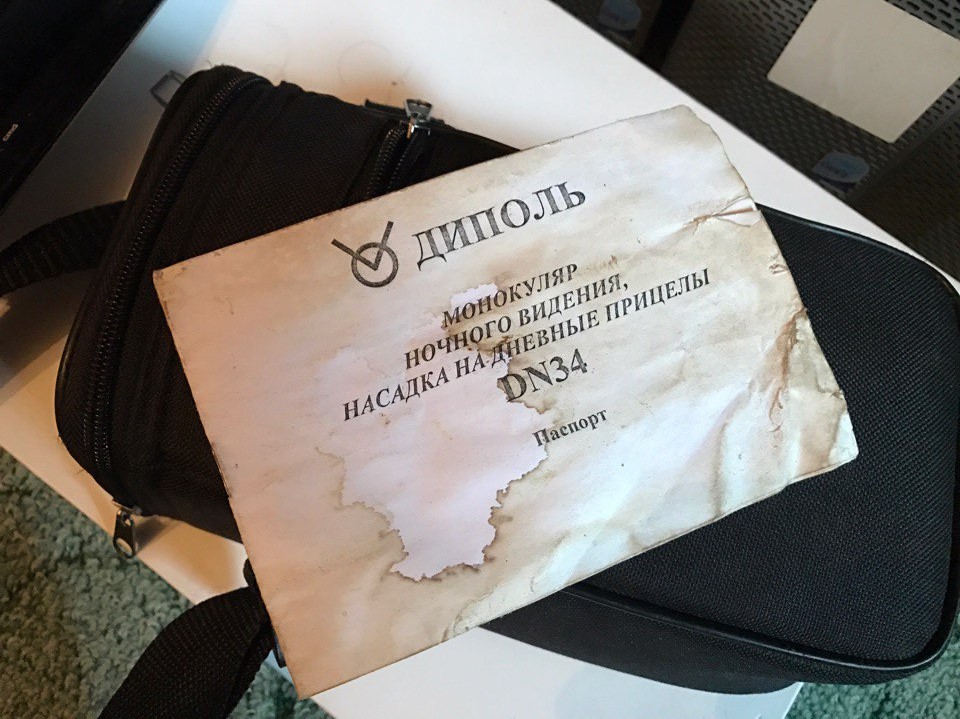 ДИПОЛЬ
МОНОКУЛЯР
НОЧНОГО ВИДЕНИЯ,
НАСАДКА НА ДНЕВНЫЕ ПРИЦЕЛЫ
DN34
Паспорт